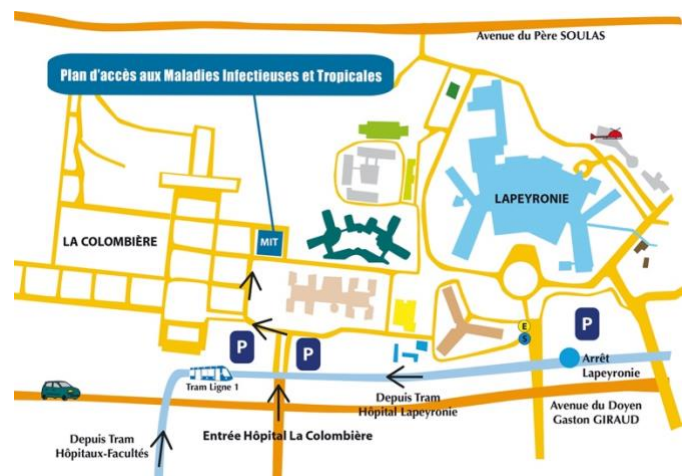 Avenue du Père SOULAS
Plan d'accès aux Maladies Infectieuses et Tropicales
LAPEYRONIE
LA COLOMBIÈRE
MIT
E
S
P
P
P
Arrêt
Lapeyronie
Tram Ligne 1
Depuis Tram
Hôpital Lapeyronie
Avenue du Doyen
Gaston GIRAUD
Depuis Tram
Hôpitaux-Facultés
Entrée Hôpital La Colombière